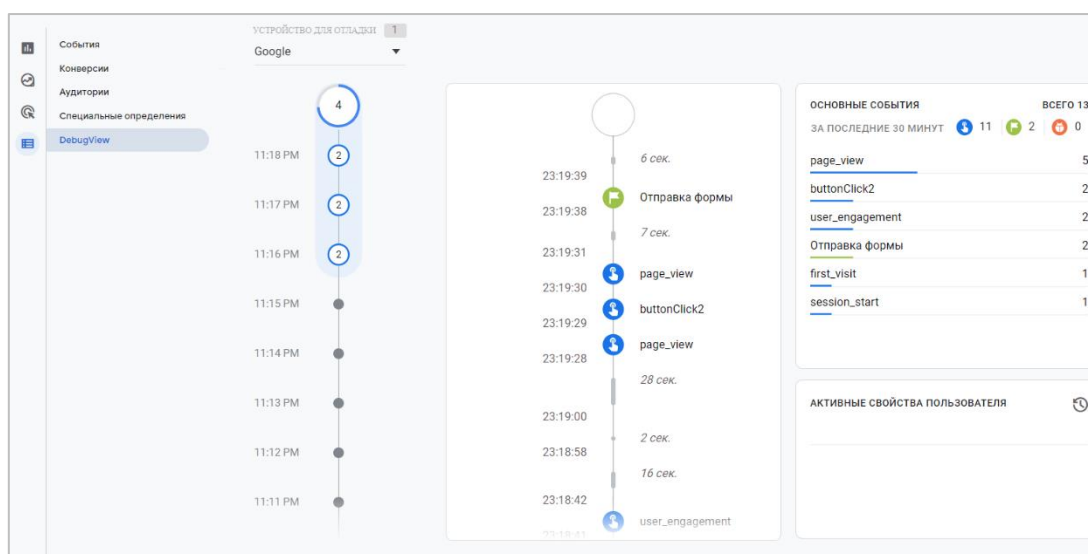 События
Конверсии
Аудитории
Специальные определения
DebugView
УСТРОЙСТВО ДЛЯ ОТЛАДКИ 1
Google
4
11:18 PM 2
11:17 PM 2
11:16 PM 2
11:15 PM
11:14 PM
11:13 PM
11:12 PM
11:11 PM
6 сек.
23:19:39
Отправка формы
23:19:38
7 сек.
23:19:31
page_view
23:19:30
buttonClick2
23:19:29
page_view
23:19:28
28 сек.
23:19:00
2 сек.
23:18:58
16 сек.
23:18:42
user_engagement
23:18:41
ОСНОВНЫЕ СОБЫТИЯ ВСЕГО 13
ЗА ПОСЛЕДНИЕ 30 МИНУТ 11 2 0
page_view 5
buttonClick2 2
user_engagement 2
Отправка формы 2
first_visit 1
session_start 1
АКТИВНЫЕ СВОЙСТВА ПОЛЬЗОВАТЕЛЯ